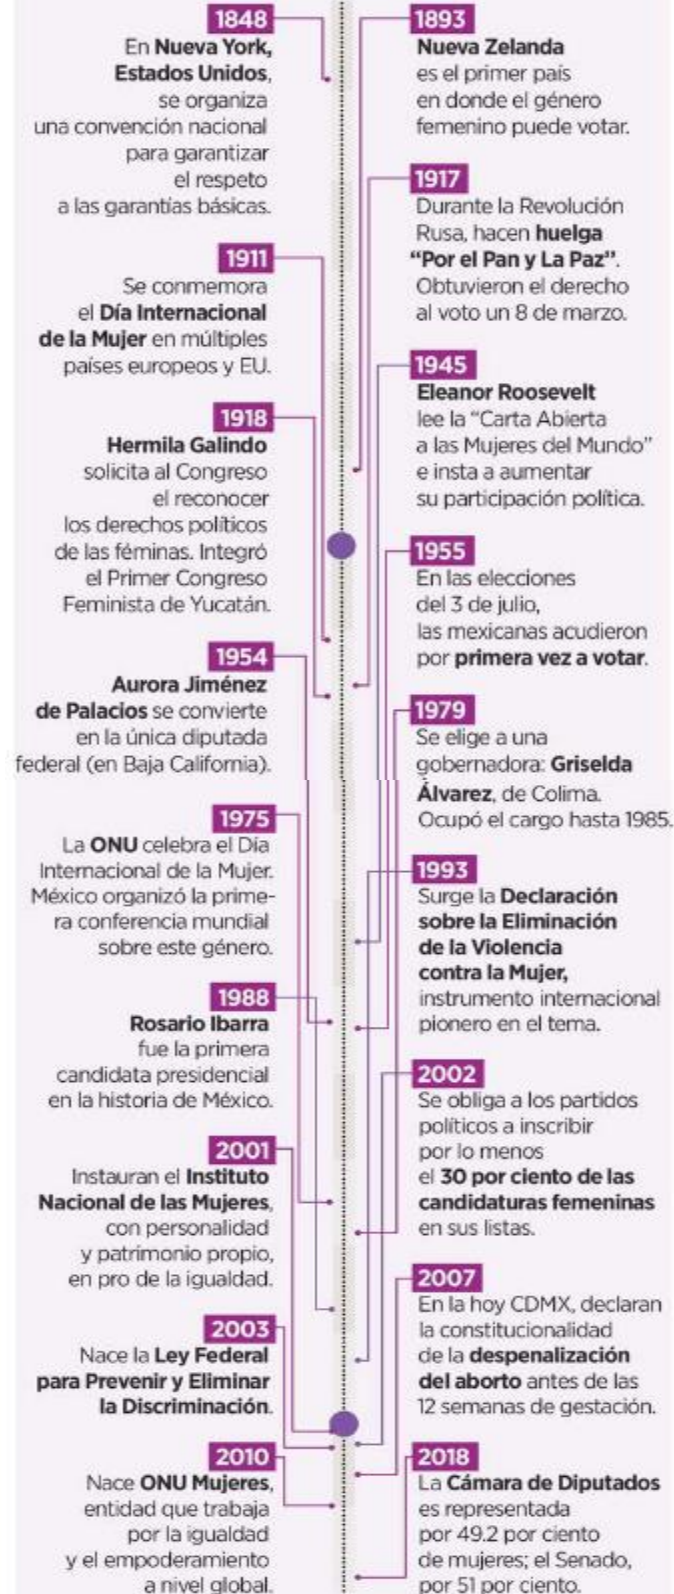 1848
En Nueva York,
Estados Unidos,
se organiza
una convención nacional
para garantizar
el respeto
a las garantías básicas.
1893
Nueva Zelanda
es el primer país
en donde el género
femenino puede votar.
1911
Se conmemora
el Día Internacional
de la Mujer en múltiples
países europeos y EU.
1917
Durante la Revolución
Rusa, hacen huelga
“Por el Pan y La Paz”.
Obtuvieron el derecho
al voto un 8 de marzo.
1918
Hermila Galindo
solicita al Congreso
el reconocer
los derechos políticos
de las féminas. Integró
el Primer Congreso
Feminista de Yucatán.
1945
Eleanor Roosevelt
lee la “Carta Abierta
a las Mujeres del Mundo”
e insta a aumentar
su participación política.
1954
Aurora Jiménez
de Palacios se convierte
en la única diputada
federal (en Baja California).
1955
En las elecciones
del 3 de julio,
las mexicanas acudieron
por primera vez a votar.
1975
La ONU celebra el Día
Internacional de la Mujer.
México organizó la prime-
ra conferencia mundial
sobre este género.
1979
Se elige a una
gobernadora: Griselda
Álvarez, de Colima.
Ocupó el cargo hasta 1985.
1988
Rosario Ibarra
fue la primera
candidata presidencial
en la historia de México.
1993
Surge la Declaración
sobre la Eliminación
de la Violencia
contra la Mujer,
instrumento internacional
pionero en el tema.
2001
Instauran el Instituto
Nacional de las Mujeres,
con personalidad
y patrimonio propio,
en pro de la igualdad.
2002
Se obliga a los partidos
políticos a inscribir
por lo menos
el 30 por ciento de las
candidaturas femeninas
en sus listas.
2003
Nace la Ley Federal
para Prevenir y Eliminar
la Discriminación.
2007
En la hoy CDMX, declaran
la constitucionalidad
de la despenalización
del aborto antes de las
12 semanas de gestación.
2010
Nace ONU Mujeres,
entidad que trabaja
por la igualdad
y el empoderamiento
a nivel global.
2018
La Cámara de Diputados
es representada
por 49.2 por ciento
de mujeres; el Senado,
por 51 por ciento.